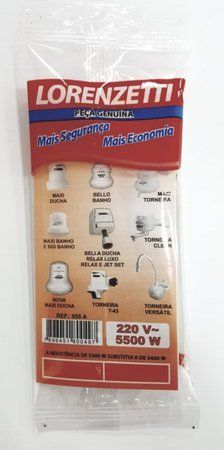 LORENZETTI
PEÇA GENUÍNA
Mais Segurança
Mais Economia
MAXI
DUCHA
BELLO
BANHO
MAXI
TORNEIRA
MAXI BANHO
E BIG BANHO
BELLA DUCHA
RELAX LUXO
RELAX E JET SET
TORNEIRA
CLEAN
NOVA
MAXI DUCHA
TORNEIRA
T-43
TORNEIRA
VERSÁTIL
REF.: 055 A
220 V~
5500 W
7896451800497
A RESISTÊNCIA DE 5500 W SUBSTITUI A DE 5400 W